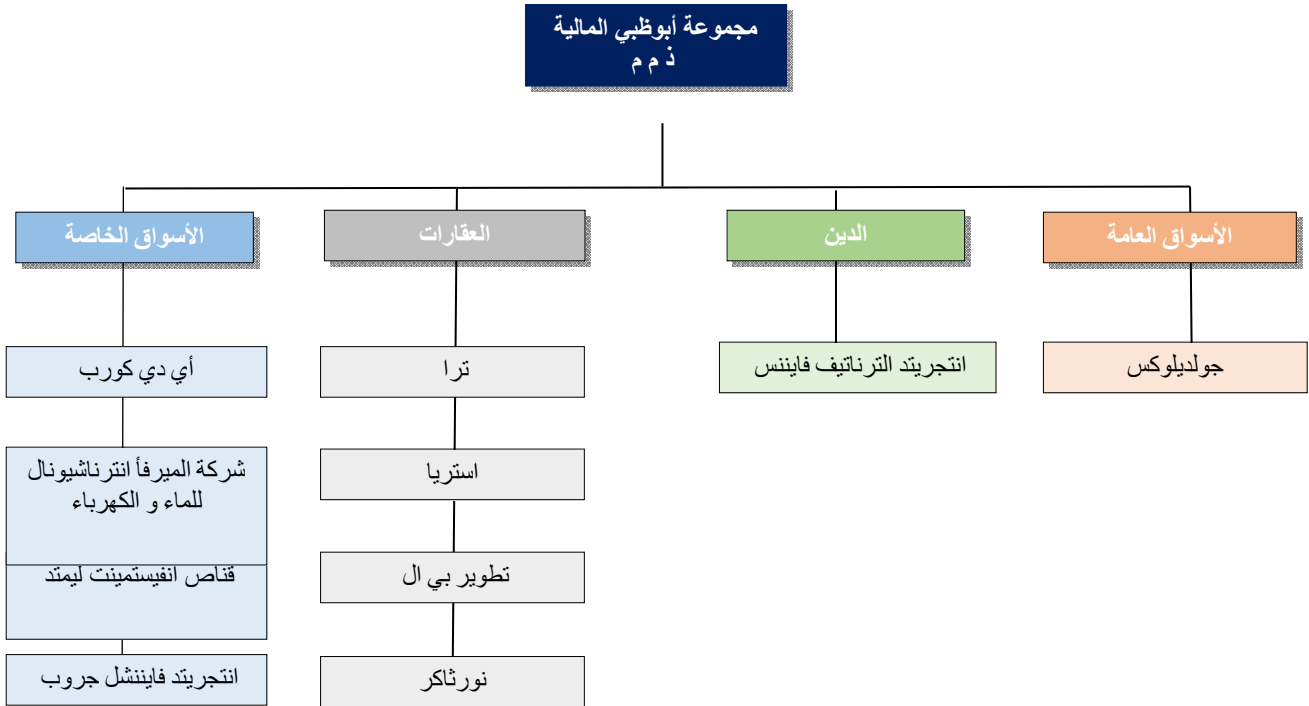 مجموعة أبوظبي المالية
ذ م م
الأسواق العامة
الدين
العقارات
الأسواق الخاصة
جولديلوكس
انتجريتد الترناتيف فايننس
ترا
أي دي كورب
استريا
شركة الميرفأ انترناشيونال
للماء و الكهرباء
تطوير بي ال
قناص انفيستمينت ليمتد
نورثاكر
انتجريتد فايننشل جروب